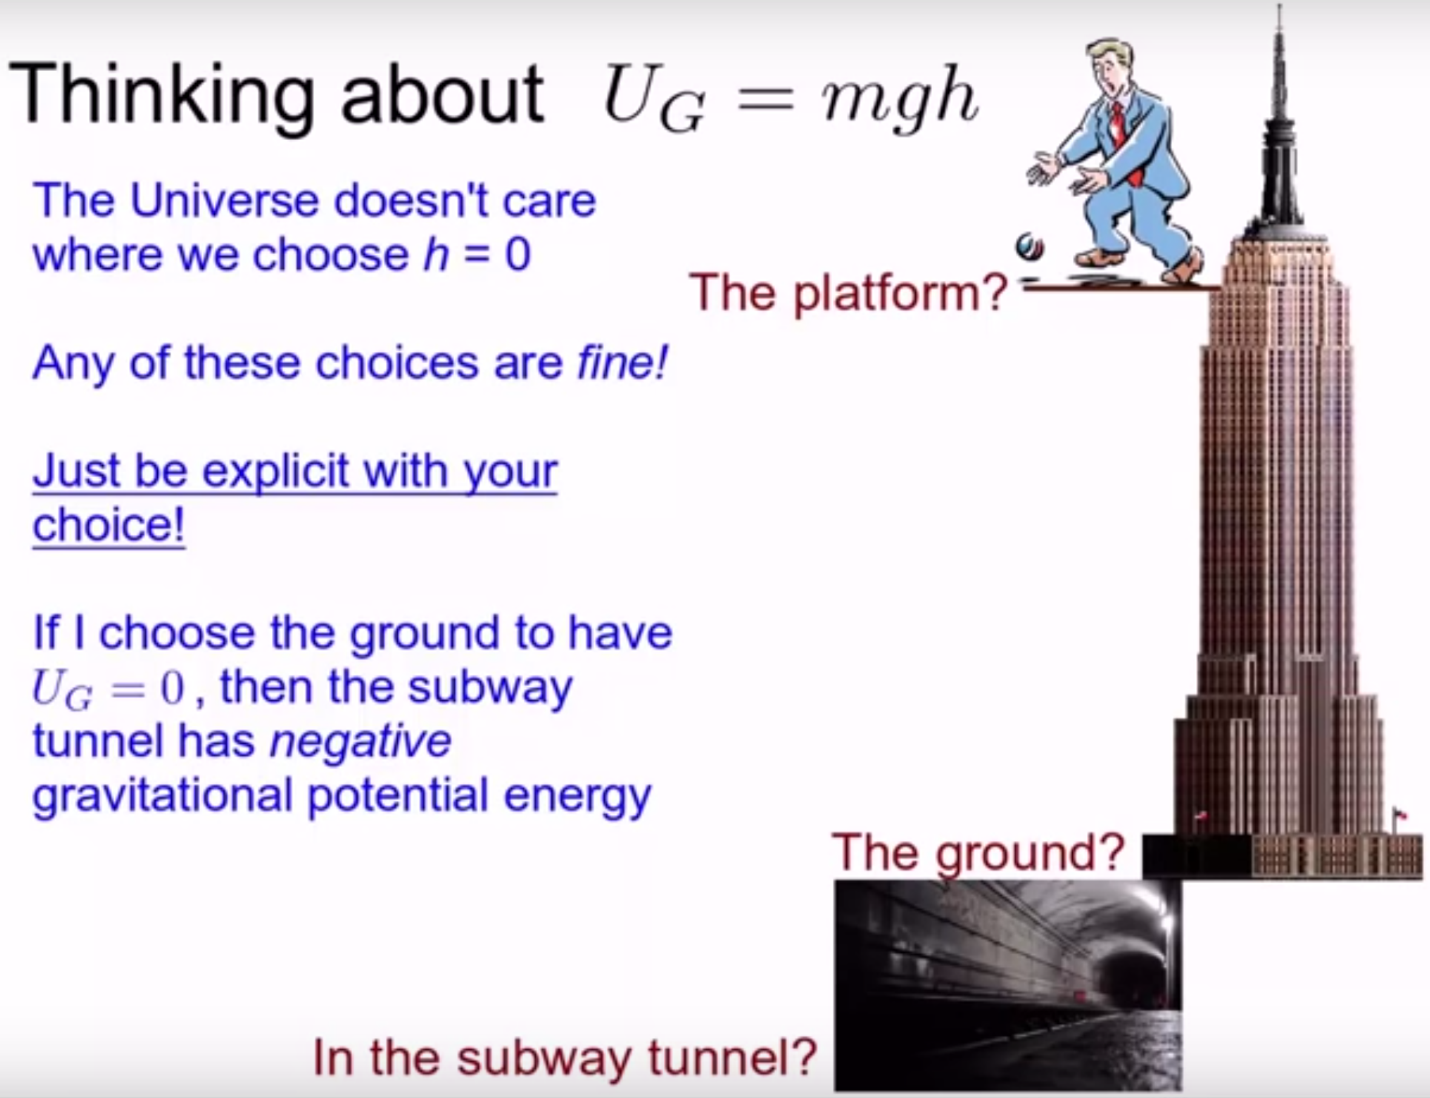 Thinking about U_G = mgh
The Universe doesn't care
where we choose h = 0
The platform?
Any of these choices are fine!
Just be explicit with your
choice!
If I choose the ground to have
U_G = 0 , then the subway
tunnel has negative
gravitational potential energy
The ground?
In the subway tunnel?